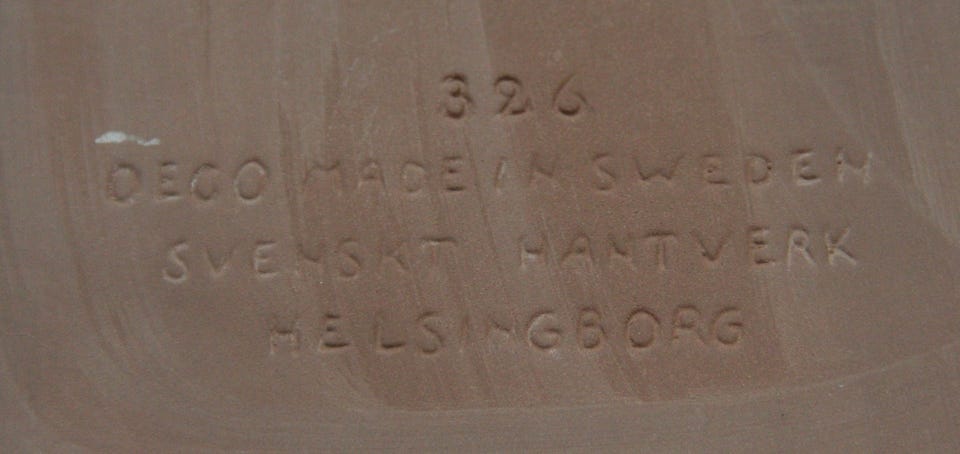 326
DECO MADE IN SWEDEN
SVENSKT HANTVERK
HELSINGBORG